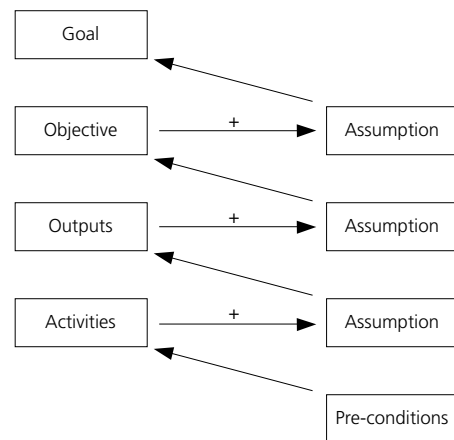 Goal
Objective + Assumption
Outputs + Assumption
Activities + Assumption
Pre-conditions